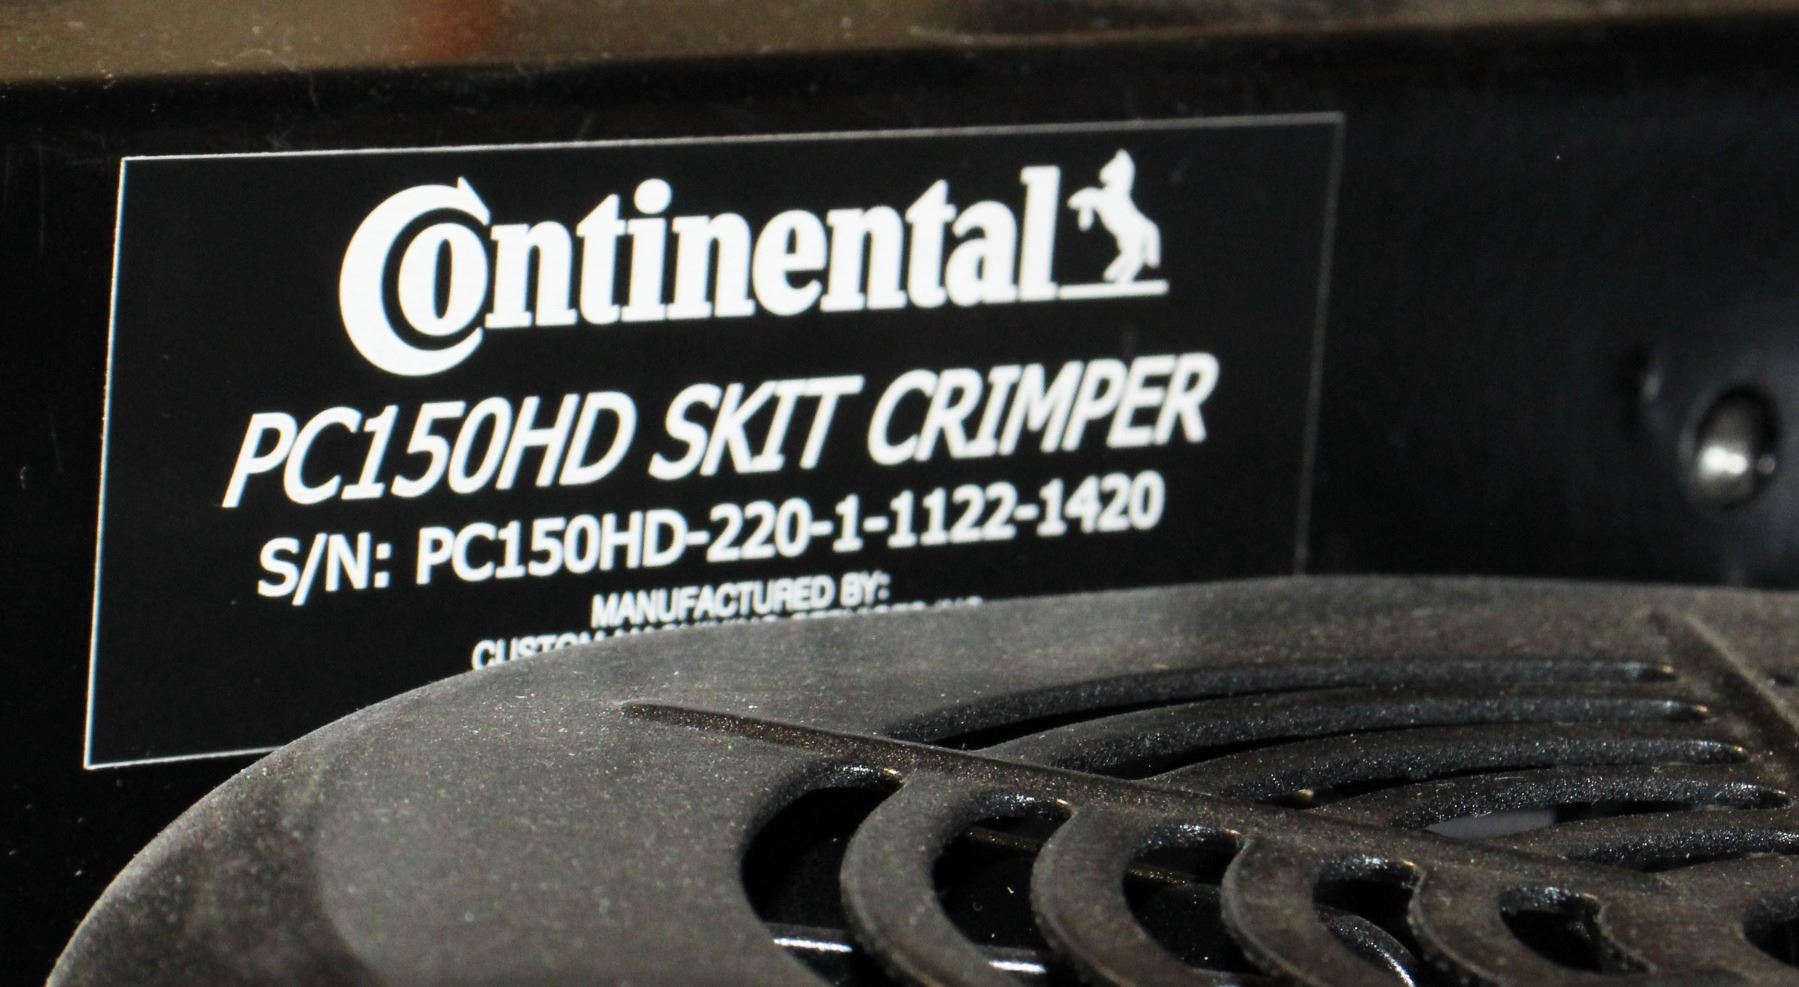 Continental
PC150HD SKIT CRIMPER
S/N: PC150HD-220-1-1122-1420
MANUFACTURED BY: